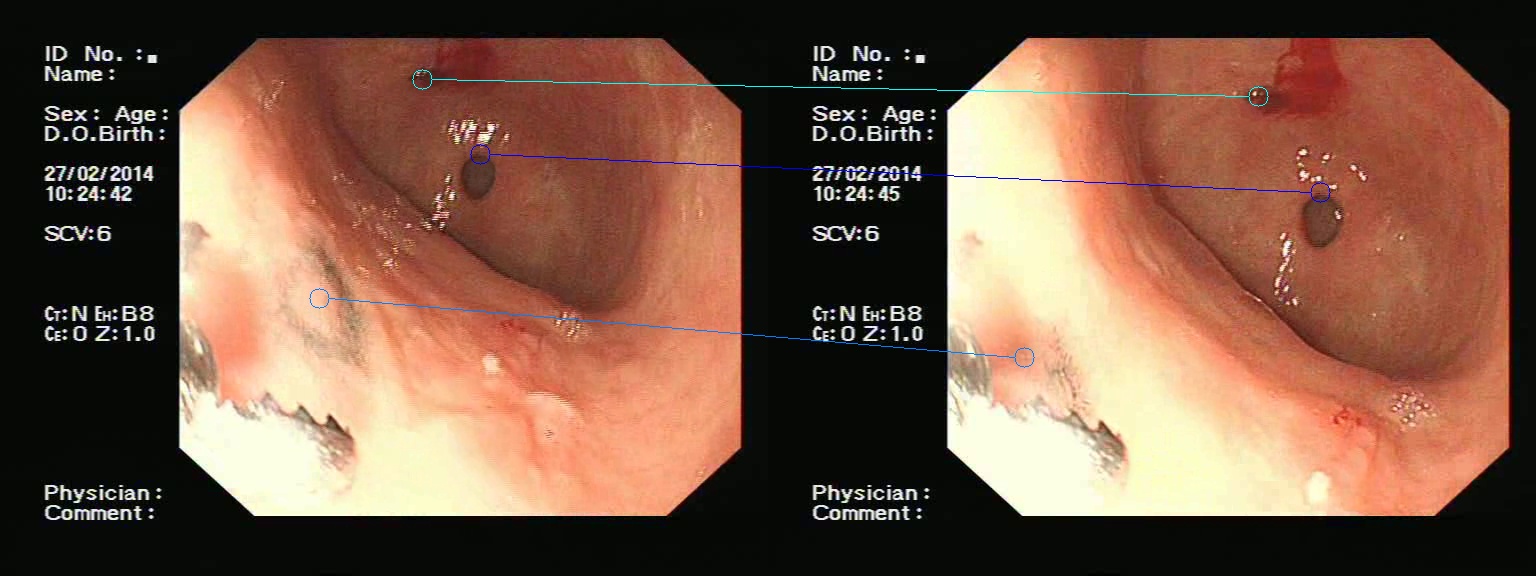 ID No. :
Name:
Sex: Age:
D.O.Birth:
27/02/2014
10:24:42
SCV:6
CT:N EH:B8
CE:0 Z:1.0
Physician:
Comment:
ID No. :
Name:
Sex: Age:
D.O.Birth:
27/02/2014
10:24:45
SCV:6
CT:N EH:B8
CE:0 Z:1.0
Physician:
Comment: